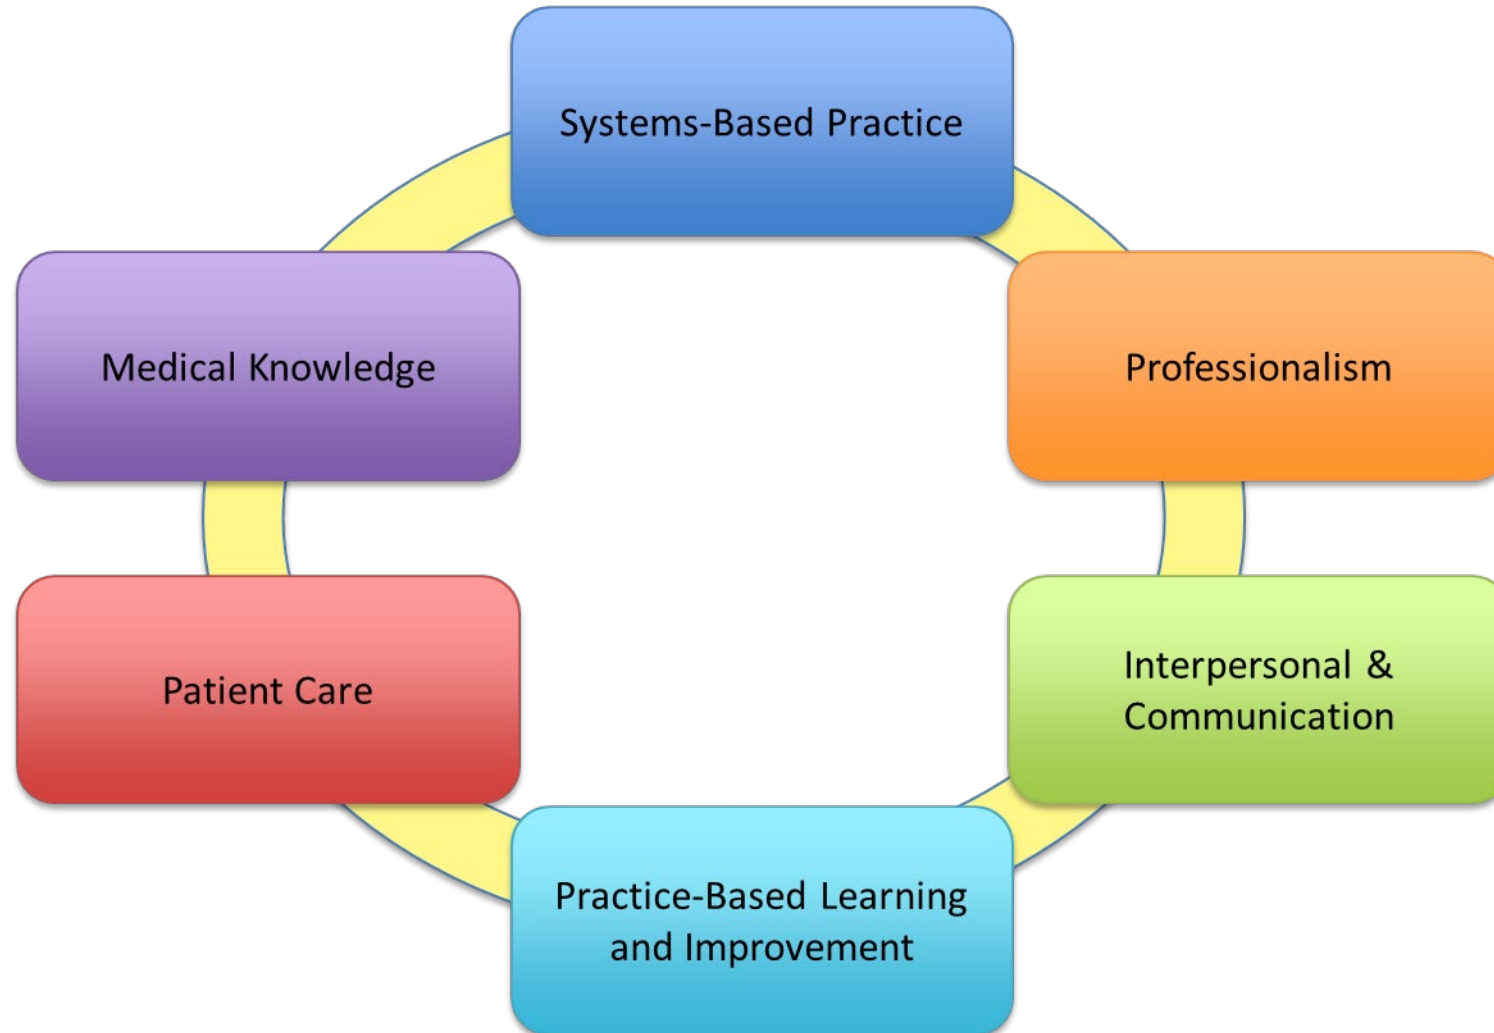 Systems-Based Practice
Medical Knowledge
Professionalism
Patient Care
Interpersonal &
Communication
Practice-Based Learning
and Improvement